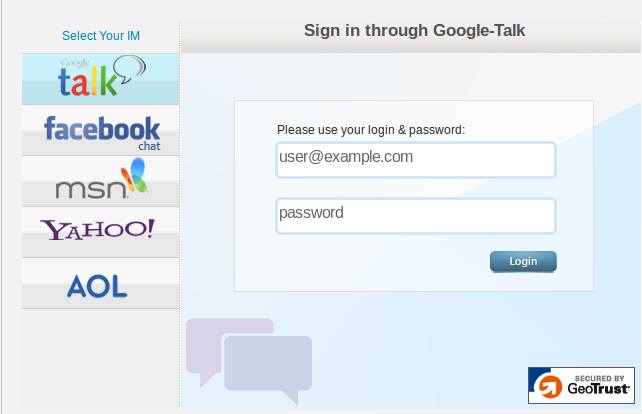 Select Your IM
Google
talk
facebook
chat
msn
YAHOO!
AOL
Sign in through Google-Talk
Please use your login & password:
user@example.com
password
Login
SECURED BY
GeoTrust